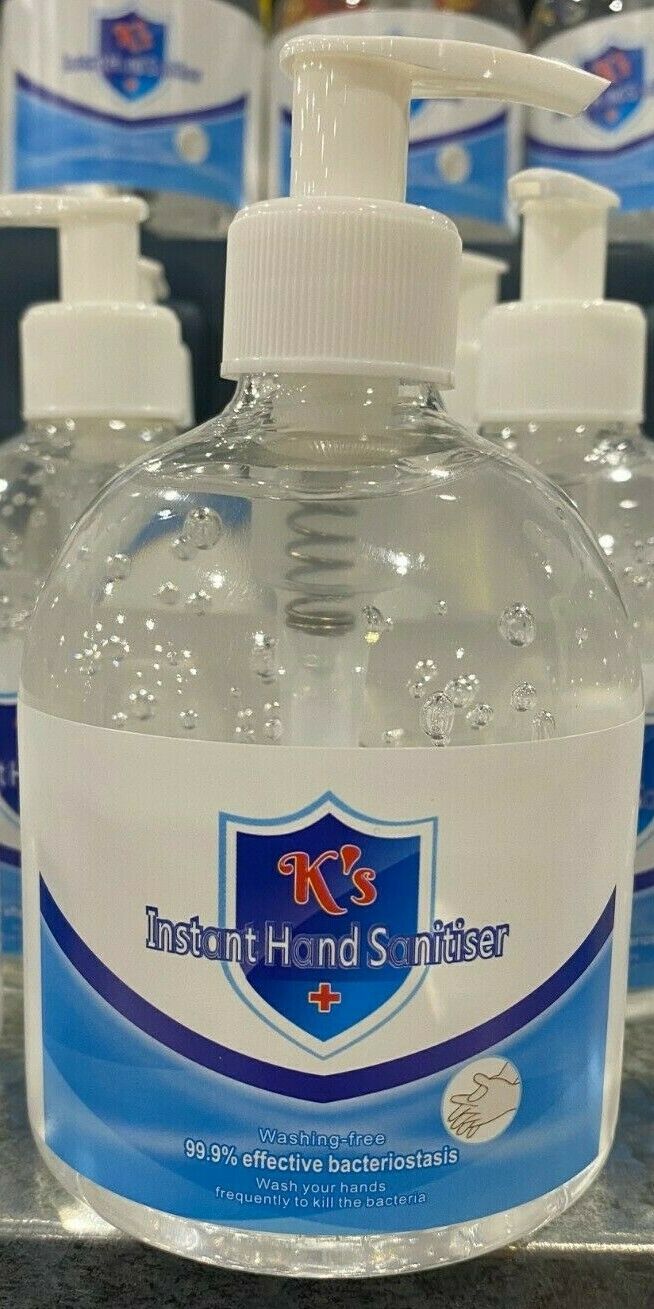 K's
Instant Hand Sanitiser
Washing-free
99.9% effective bacteriostasis
Wash your hands
frequently to kill the bacteria
K's
K's
K's